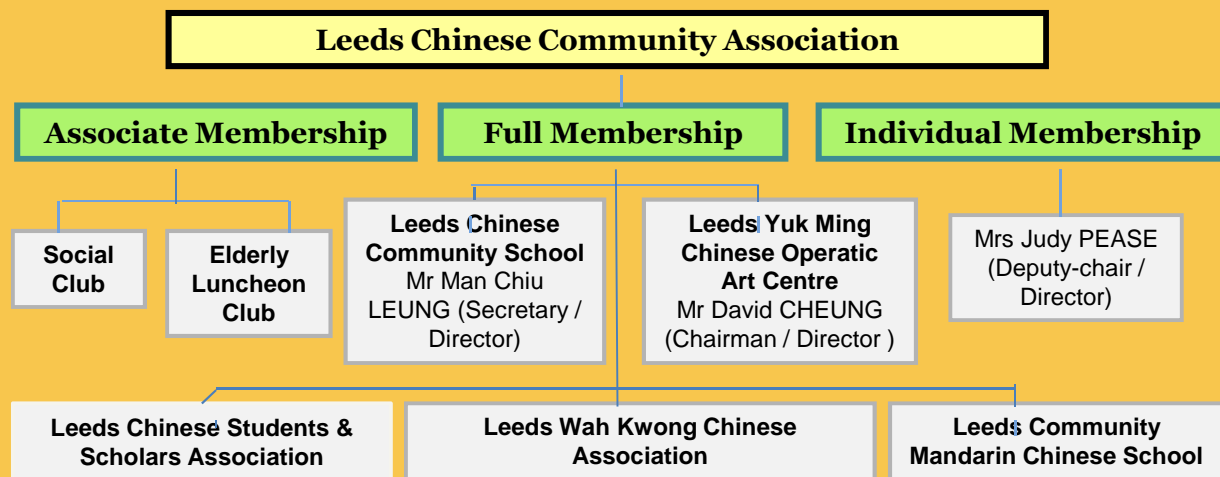 Leeds Chinese Community Association
Associate Membership
Full Membership
Individual Membership
Social
Club
Elderly
Luncheon
Club
Leeds Chinese
Community School
Mr Man Chiu
LEUNG (Secretary /
Director)
Leeds Yuk Ming
Chinese Operatic
Art Centre
Mr David CHEUNG
(Chairman / Director )
Mrs Judy PEASE
(Deputy-chair /
Director)
Leeds Chinese Students &
Scholars Association
Leeds Wah Kwong Chinese
Association
Leeds Community
Mandarin Chinese School